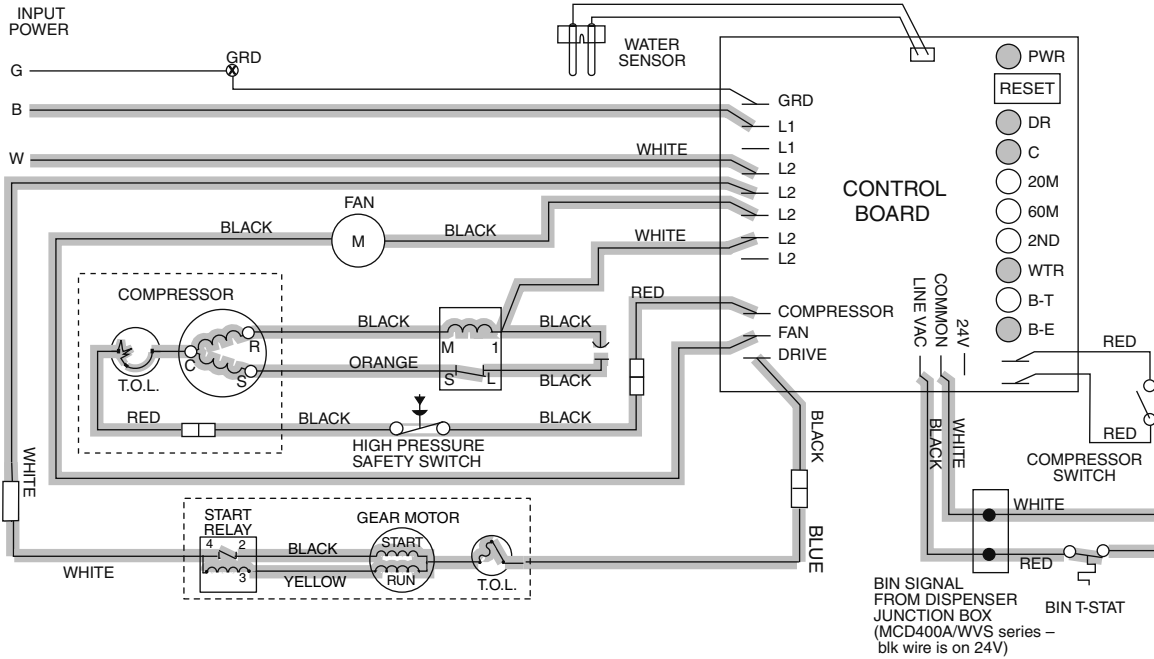 INPUT
POWER
G
GRD
B
W
WATER
SENSOR
GRD
L1
L1
WHITE
L2
L2
L2
WHITE
L2
L2
CONTROL
BOARD
PWR
RESET
DR
C
20M
60M
2ND
WTR
B-T
B-E
FAN
M
BLACK
BLACK
COMPRESSOR
T.O.L.
C
R
S
BLACK
ORANGE
M
1
S
L
BLACK
BLACK
RED
COMPRESSOR
FAN
DRIVE
LINE VAC
COMMON
24V
RED
RED
COMPRESSOR
SWITCH
RED
BLACK
BLACK
HIGH PRESSURE
SAFETY SWITCH
WHITE
BLACK
BLUE
BLACK
WHITE
WHITE
RED
BIN T-STAT
BIN SIGNAL
FROM DISPENSER
JUNCTION BOX
(MCD400A/WVS series –
blk wire is on 24V)
WHITE
START
RELAY
4
2
3
BLACK
YELLOW
GEAR MOTOR
START
RUN
T.O.L.